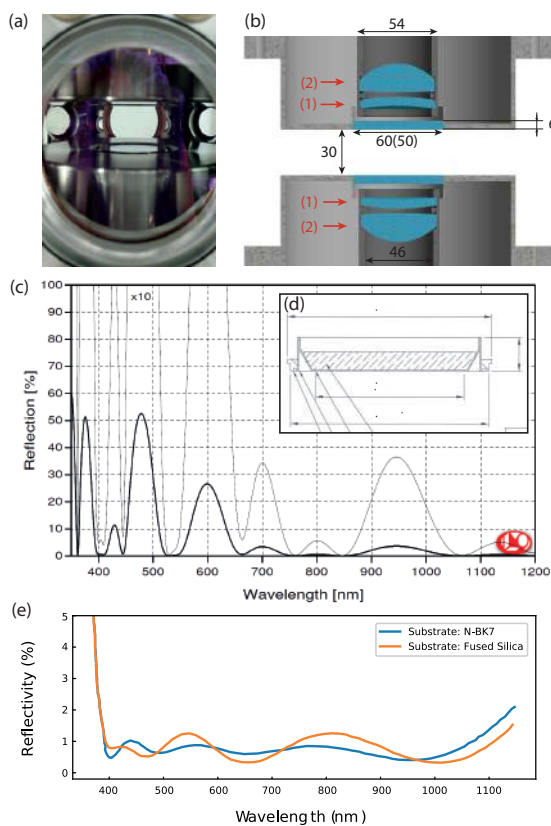 (a)
(b)
54
(2)
(1)
60(50)
6
30
(1)
(2)
46
(c)
100
90
80
70
60
50
40
30
20
10
0
x10
Reflection [%]
(d)
400 500 600 700 800 900 1000 1100 1200
Wavelength [nm]
(e)
5
4
3
2
1
0
Reflectivity (%)
Substrate: N-BK7
Substrate: Fused Silica
400 500 600 700 800 900 1000 1100
Wavelength (nm)